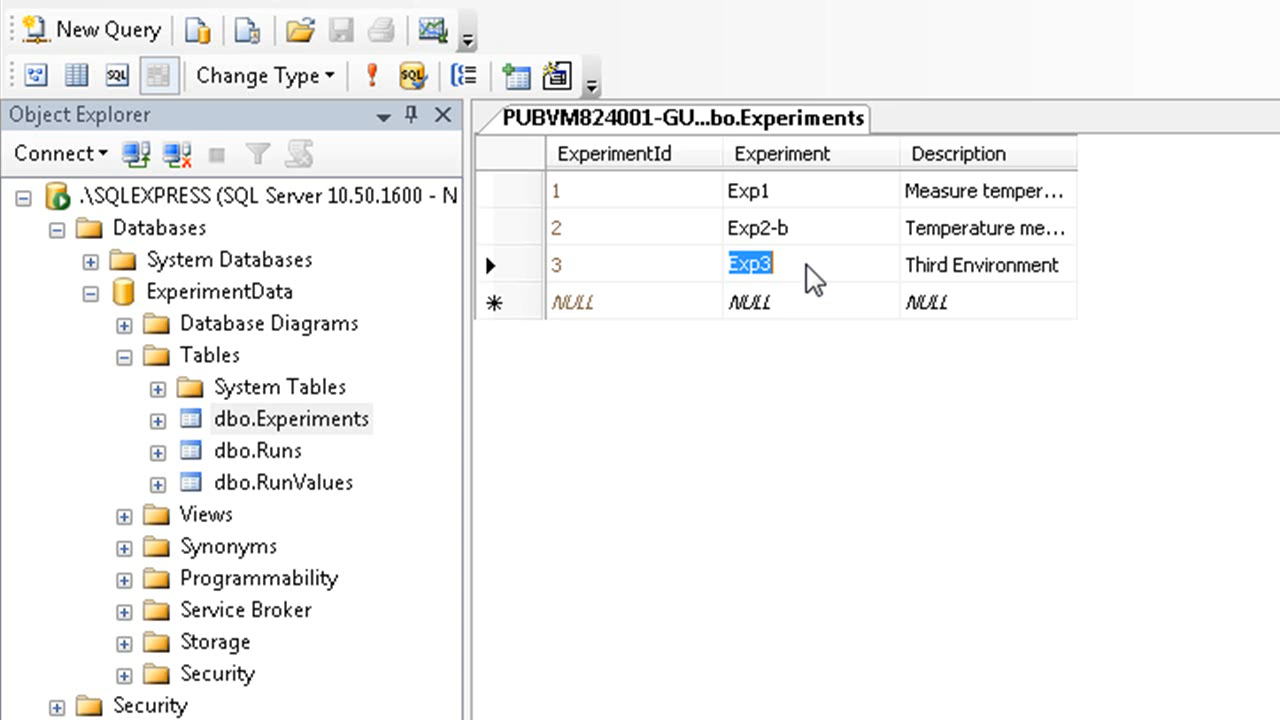 New Query
SQL Change Type SQL
Object Explorer
PUBVM824001-GU...bo.Experiments
Connect
ExperimentId Experiment Description
1 Exp1 Measure temper...
2 Exp2-b Temperature me...
3 Exp3 Third Environment
NULL NULL NULL
.\SQLEXPRESS (SQL Server 10.50.1600 - N
Databases
System Databases
ExperimentData
Database Diagrams
Tables
System Tables
dbo.Experiments
dbo.Runs
dbo.RunValues
Views
Synonyms
Programmability
Service Broker
Storage
Security
Security